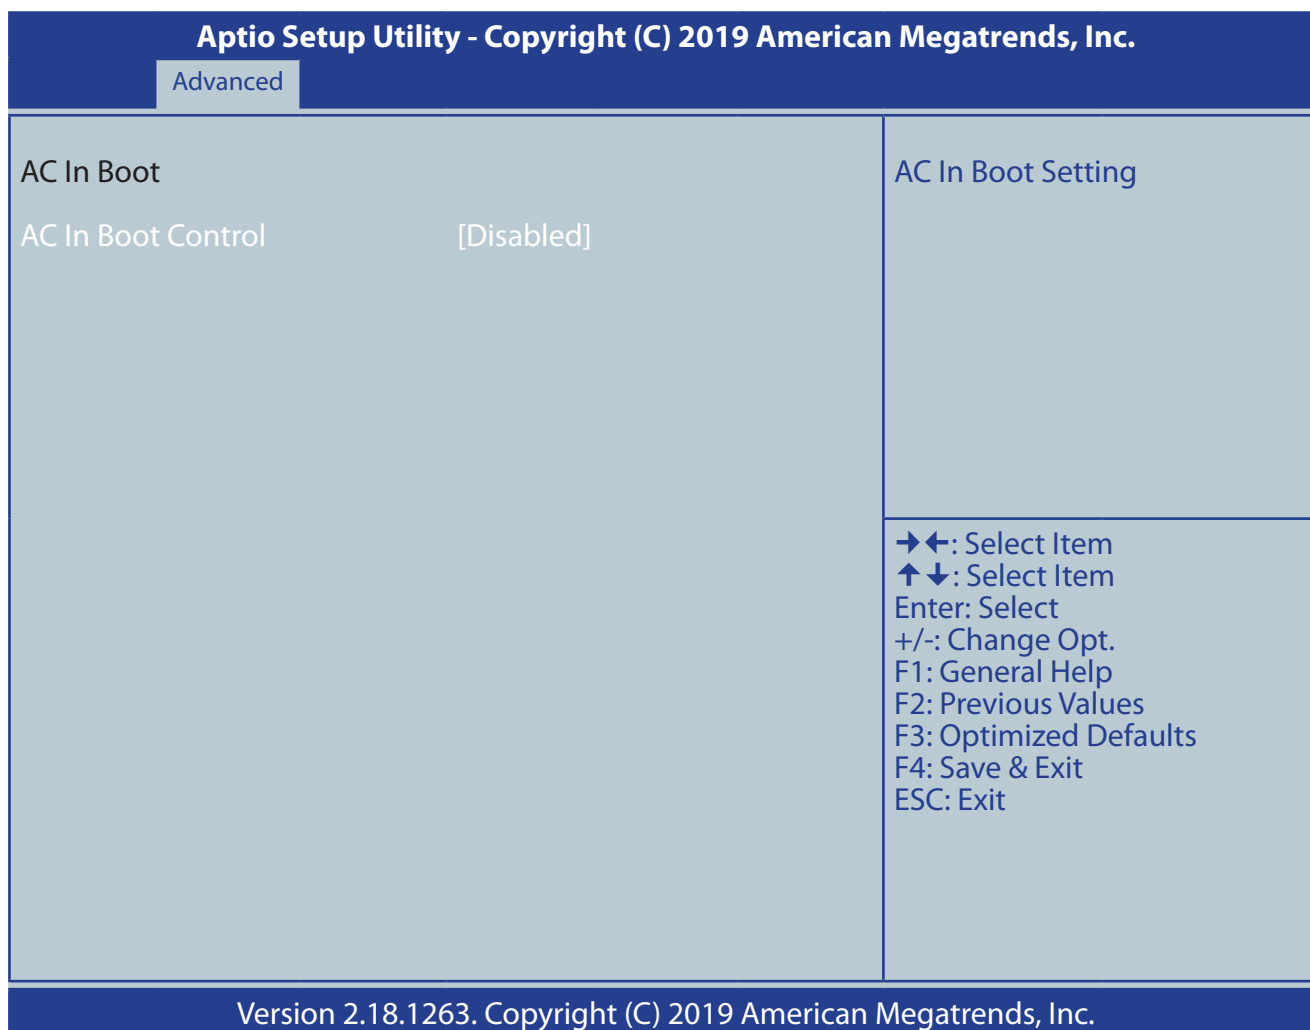 Aptio Setup Utility - Copyright (C) 2019 American Megatrends, Inc.
Advanced
AC In Boot
AC In Boot Control [Disabled]
AC In Boot Setting
→←: Select Item
↑↓: Select Item
Enter: Select
+/-: Change Opt.
F1: General Help
F2: Previous Values
F3: Optimized Defaults
F4: Save & Exit
ESC: Exit
Version 2.18.1263. Copyright (C) 2019 American Megatrends, Inc.